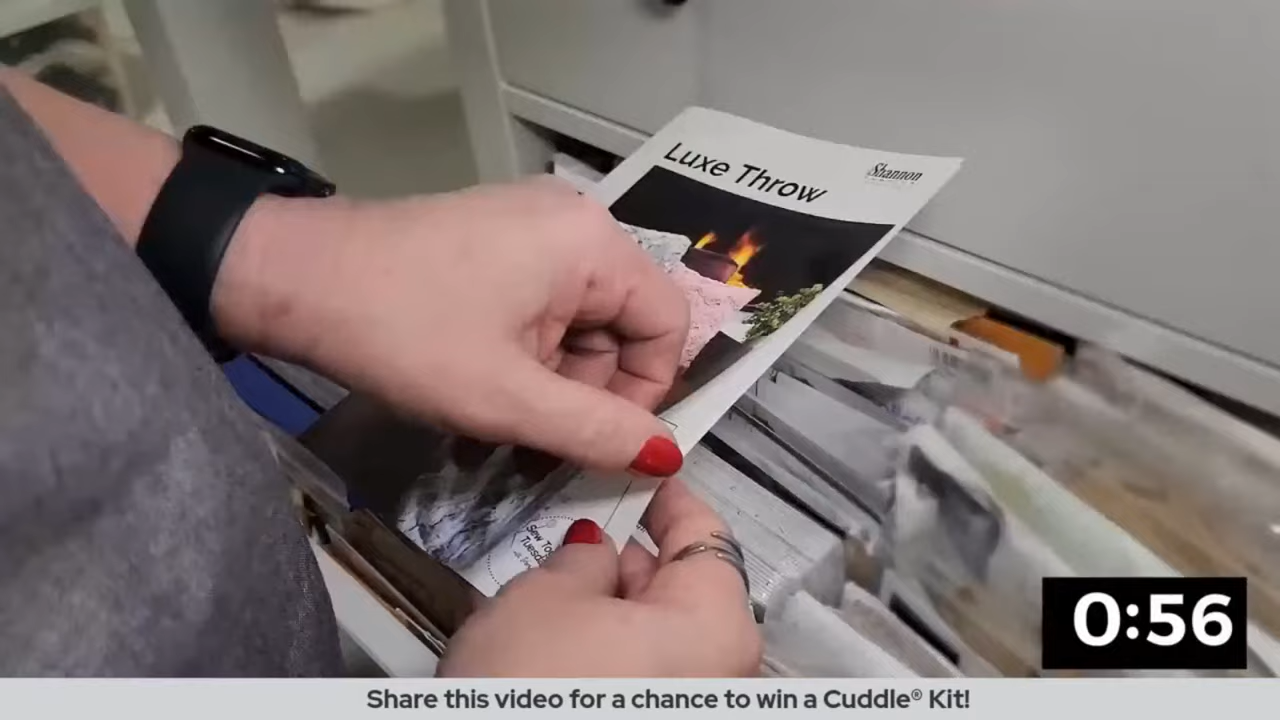 Luxe Throw
Shannon
Sew To
Tuesd
0:56
Share this video for a chance to win a Cuddle® Kit!